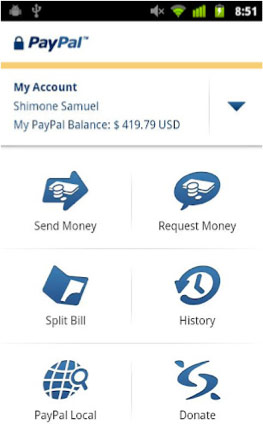 8:51
PayPal™
My Account
Shimone Samuel
My PayPal Balance: $ 419.79 USD
Send Money
Request Money
Split Bill
History
PayPal Local
Donate